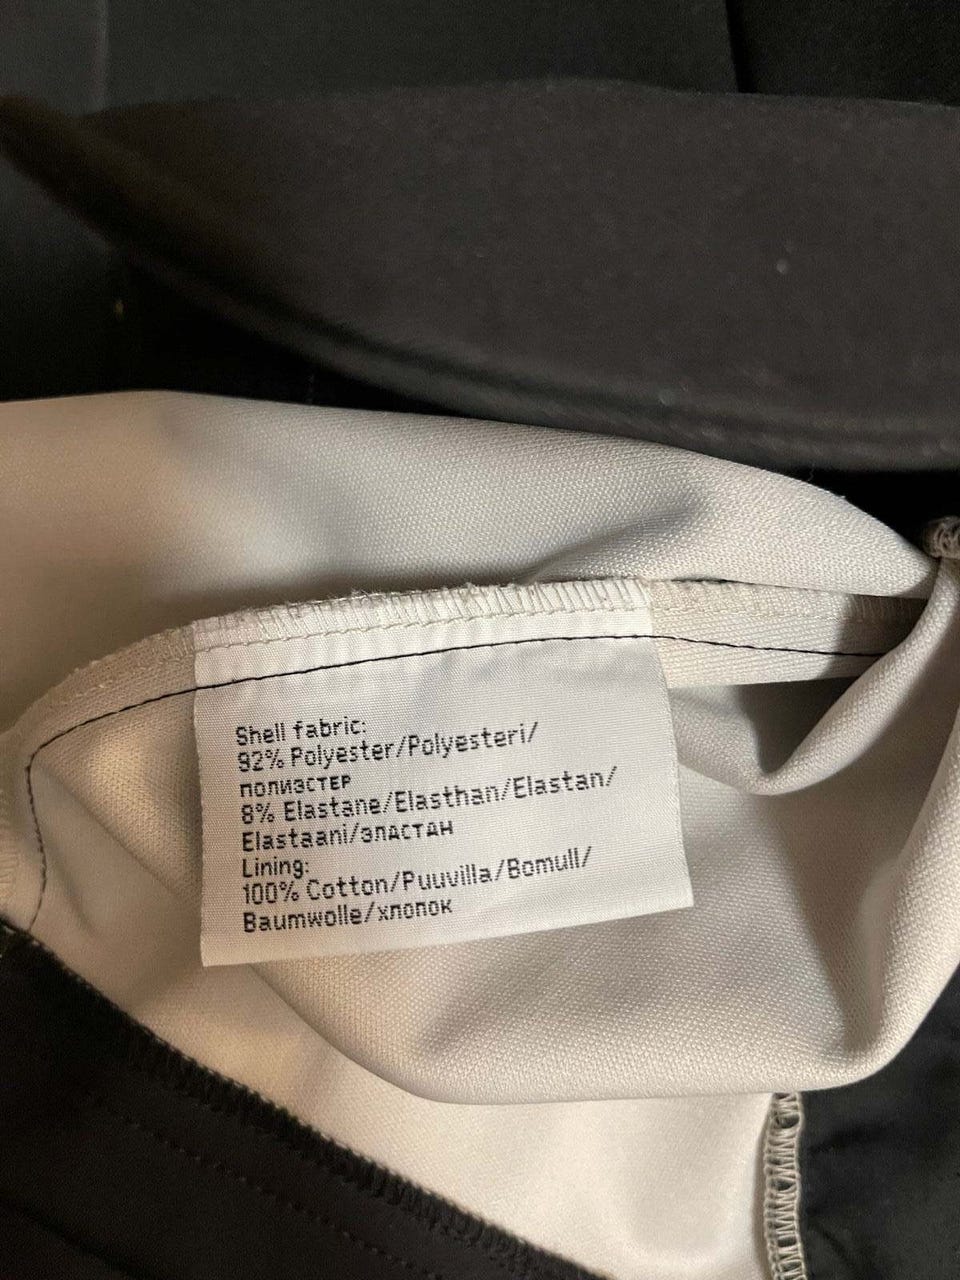 Shell fabric:
92% Polyester/Polyesteri/
полиэстер
8% Elastane/Elasthan/Elastan/
Elastaani/эластан
Lining:
100% Cotton/Puuvilla/Bomull/
Baumwolle/хлопок